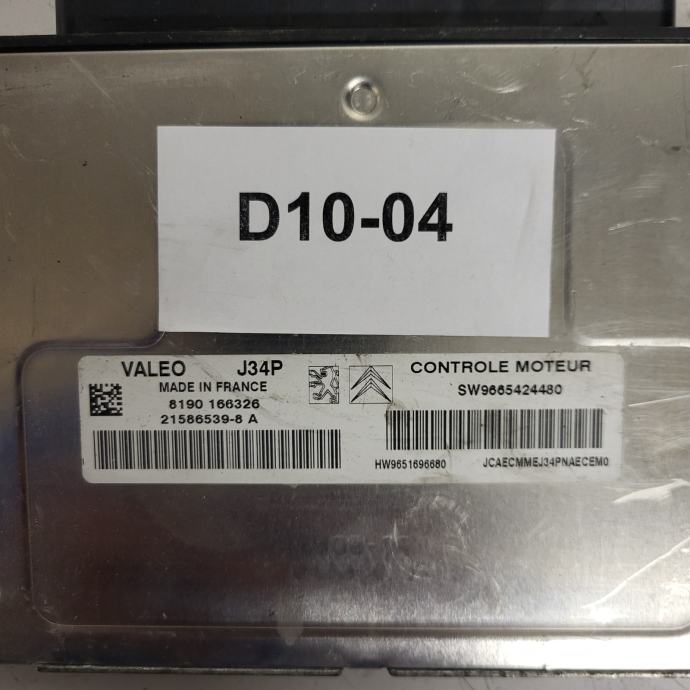 D10-04
VALEO J34P
MADE IN FRANCE
8190 166326
21586539-8 A
CONTROLE MOTEUR
SW9665424480
HW9651696680 JCAECMMEJ34PNAECEM0